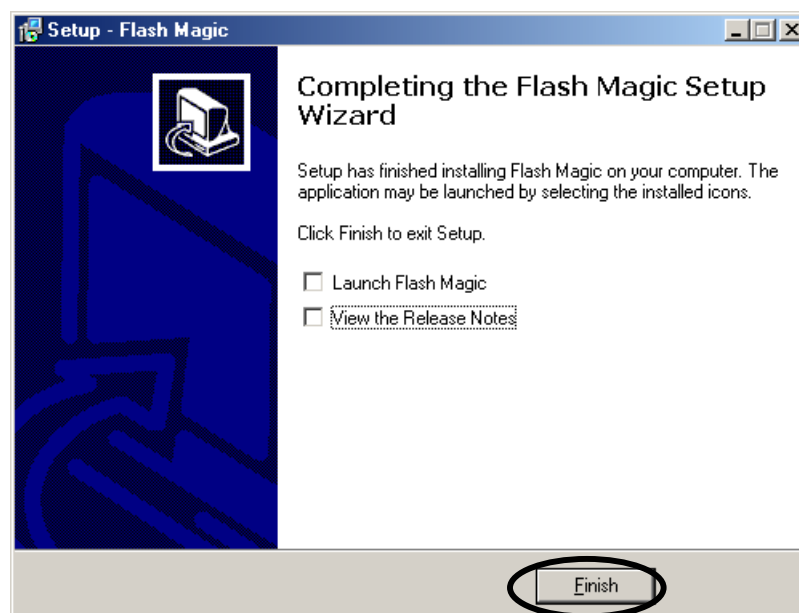 Setup - Flash Magic
Completing the Flash Magic Setup
Wizard
Setup has finished installing Flash Magic on your computer. The
application may be launched by selecting the installed icons.
Click Finish to exit Setup.
Launch Flash Magic
View the Release Notes
Finish